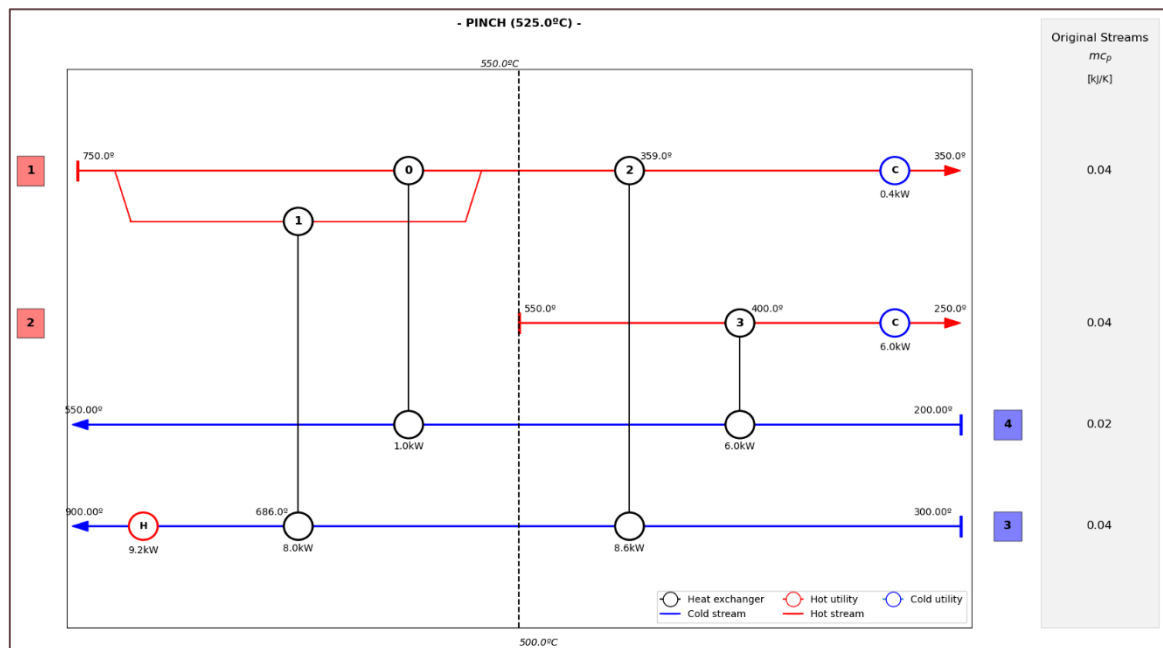 - PINCH (525.0ºC) -
Original Streams
mcₚ
[kJ/K]
550.0ºC
1
750.0º
0
2
359.0º
C
350.0º
0.04
0.4kW
1
2
550.0º
3
400.0º
C
250.0º
0.04
6.0kW
550.00º
200.00º
4
0.02
1.0kW
6.0kW
900.00º
H
686.0º
300.00º
3
0.04
9.2kW
8.0kW
8.6kW
Heat exchanger
Hot utility
Cold utility
Cold stream
Hot stream
500.0ºC